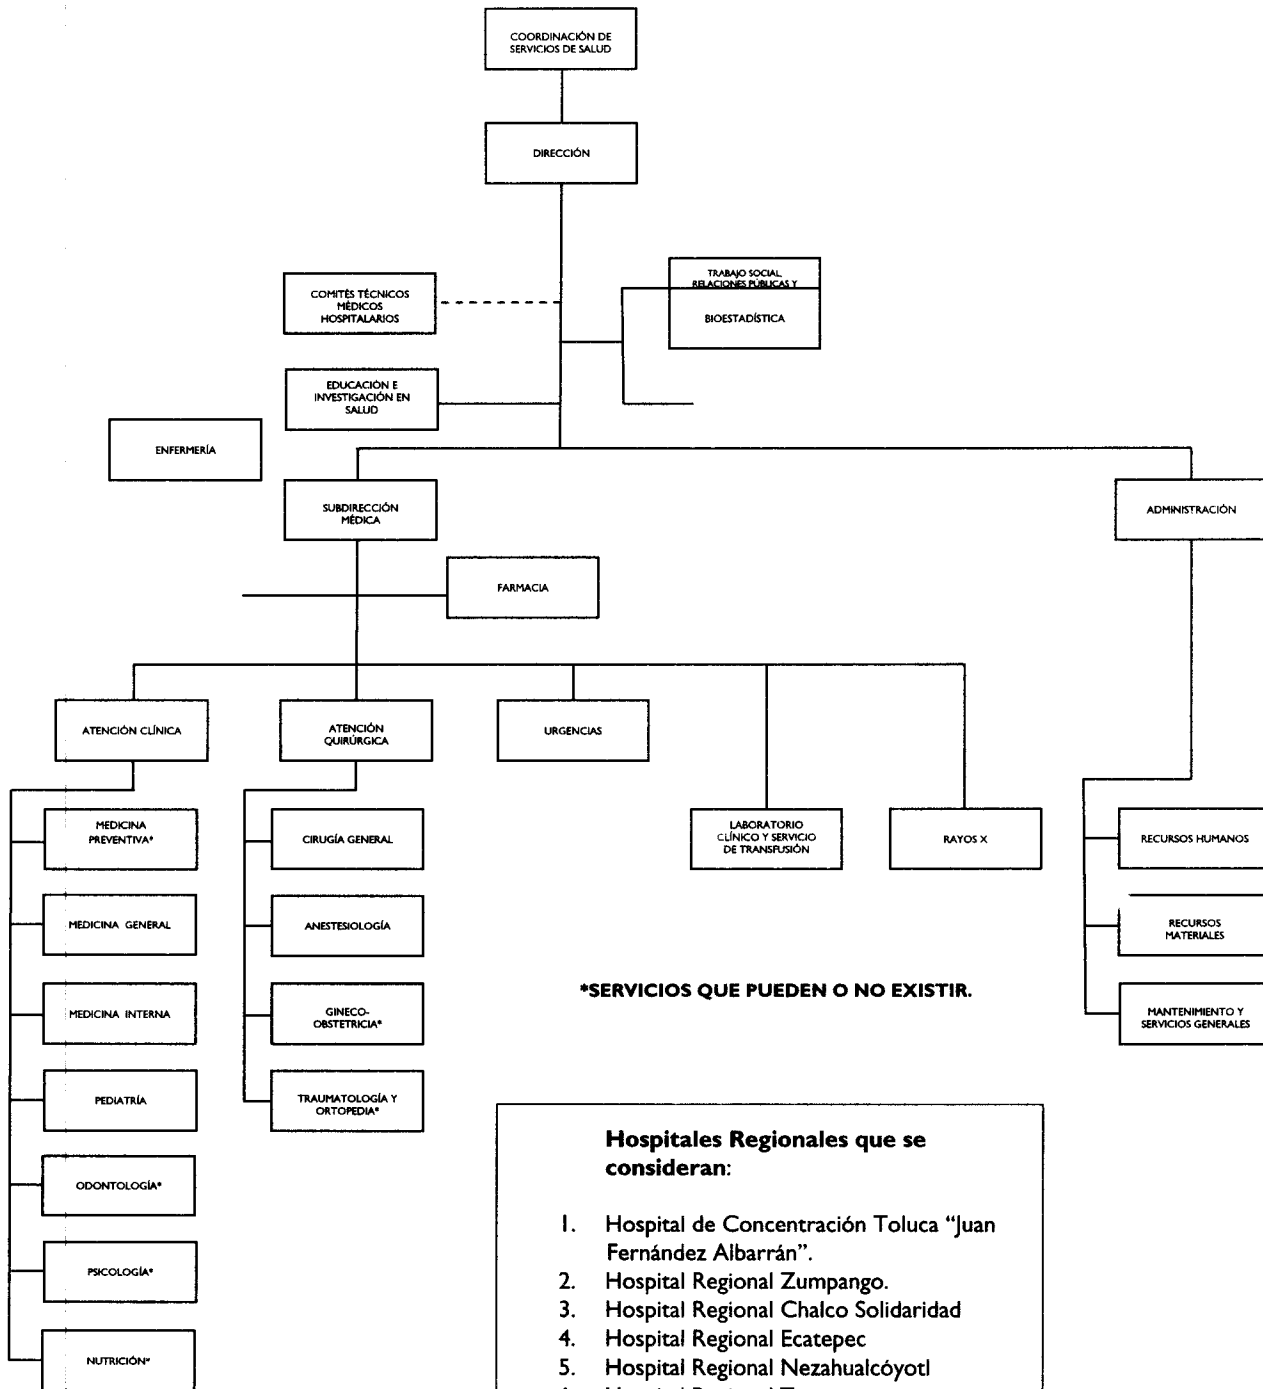 COORDINACIÓN DE
SERVICIOS DE SALUD
DIRECCIÓN
COMITÉS TÉCNICOS
MÉDICOS
HOSPITALARIOS
TRABAJO SOCIAL,
RELACIONES PÚBLICAS Y
BIOESTADÍSTICA
EDUCACIÓN E
INVESTIGACIÓN EN
SALUD
ENFERMERÍA
SUBDIRECCIÓN
MÉDICA
ADMINISTRACIÓN
FARMACIA
ATENCIÓN CLÍNICA
ATENCIÓN
QUIRÚRGICA
URGENCIAS
MEDICINA
PREVENTIVA*
CIRUGÍA GENERAL
LABORATORIO
CLÍNICO Y SERVICIO
DE TRANSFUSIÓN
RAYOS X
RECURSOS HUMANOS
MEDICINA GENERAL
ANESTESIOLOGÍA
RECURSOS
MATERIALES
*SERVICIOS QUE PUEDEN O NO EXISTIR.
MEDICINA INTERNA
GINECO-
OBSTETRICIA*
MANTENIMIENTO Y
SERVICIOS GENERALES
PEDIATRÍA
TRAUMATOLOGÍA Y
ORTOPEDIA*
ODONTOLOGÍA*
PSICOLOGÍA*
NUTRICIÓN*
Hospitales Regionales que se
consideran:
1. Hospital de Concentración Toluca “Juan
Fernández Albarrán”.
2. Hospital Regional Zumpango.
3. Hospital Regional Chalco Solidaridad
4. Hospital Regional Ecatepec
5. Hospital Regional Nezahualcóyotl